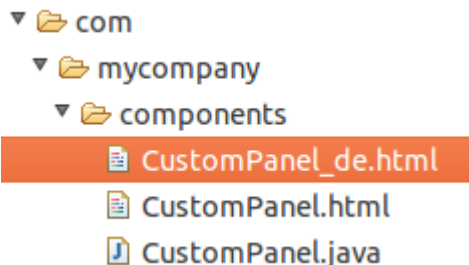 com
mycompany
components
CustomPanel_de.html
CustomPanel.html
CustomPanel.java